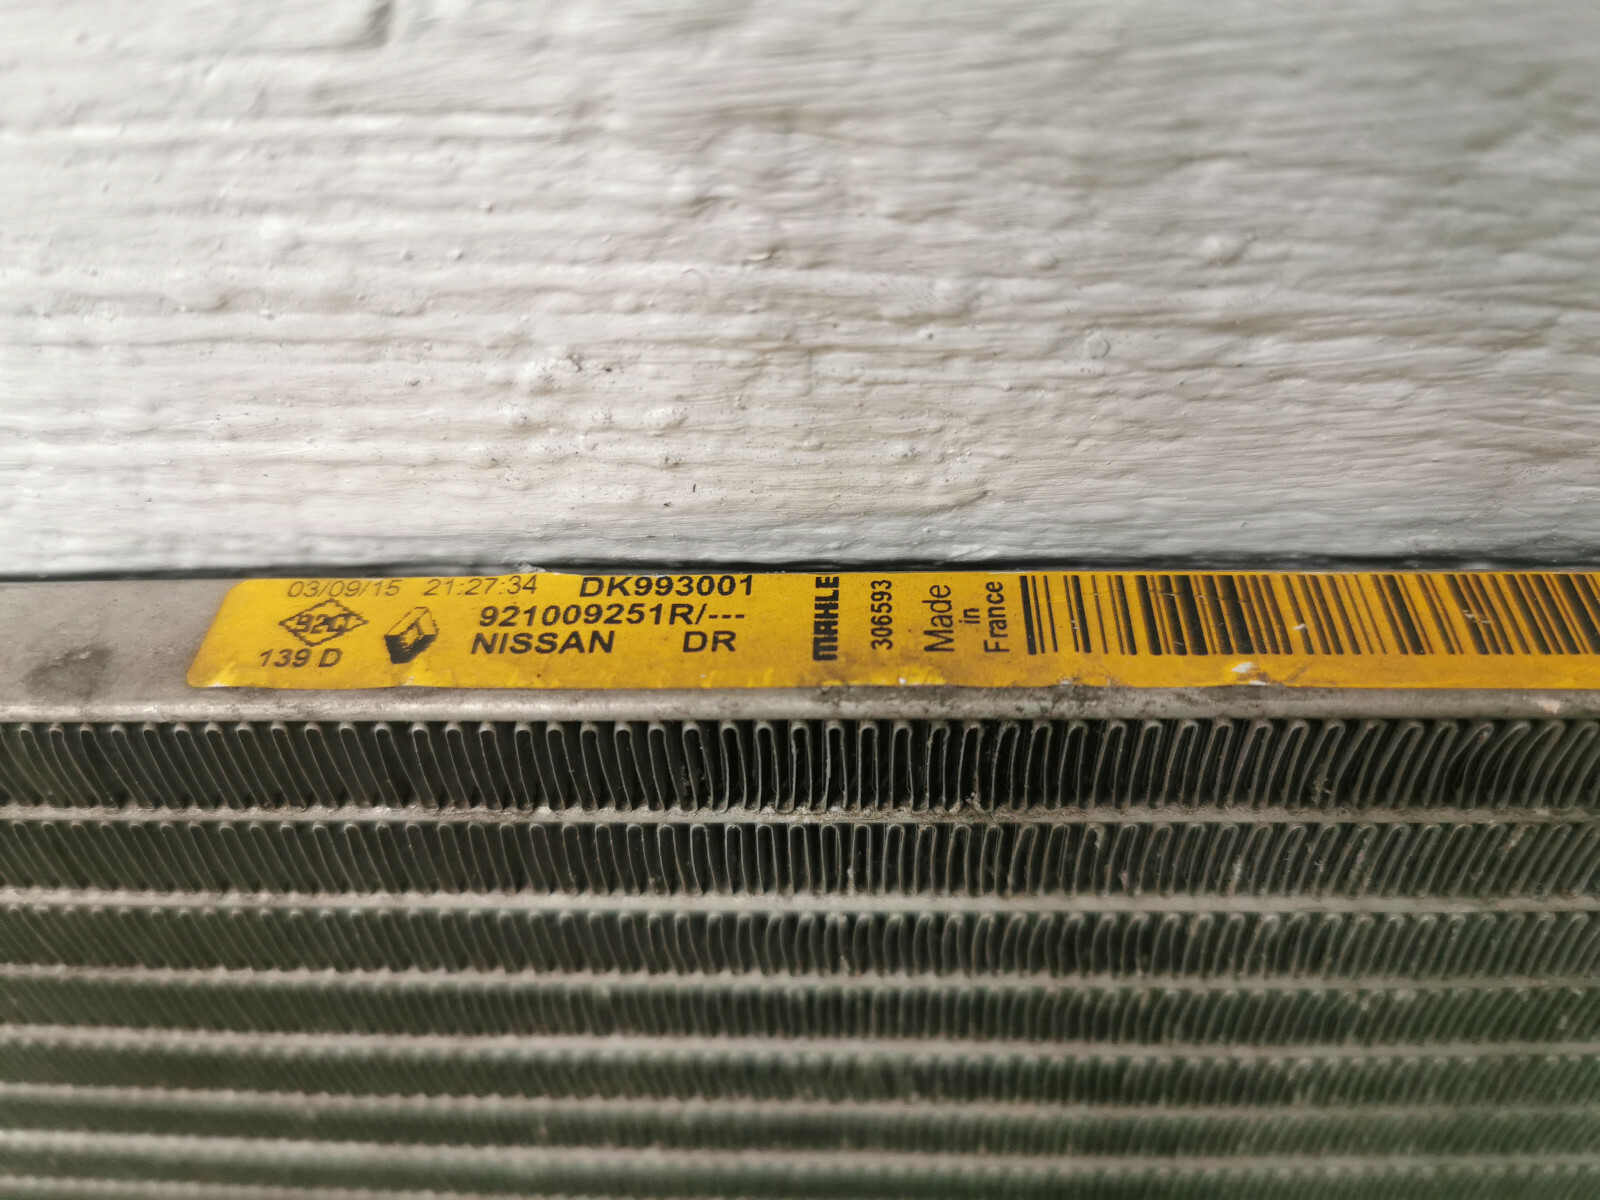 03/09/15 21:27:34 DK993001
921009251R/---
139 D NISSAN DR
MAHLE
306593
Made
in
France